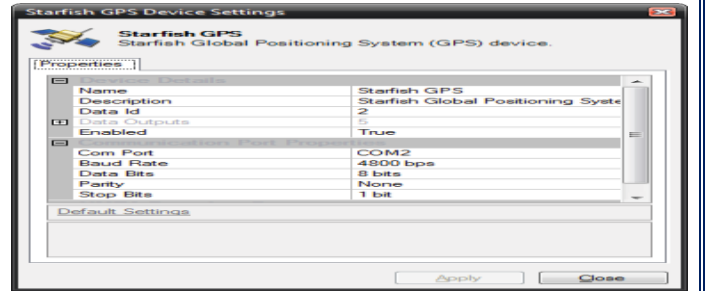 Starfish GPS Device Settings
Starfish GPS
Starfish Global Positioning System (GPS) device.
Properties
Device Details
Name Starfish GPS
Description Starfish Global Positioning Syste
Data Id 2
Data Outputs 5
Enabled True
Communication Port Properties
Com Port COM2
Baud Rate 4800 bps
Data Bits 8 bits
Parity None
Stop Bits 1 bit
Default Settings
Apply Close